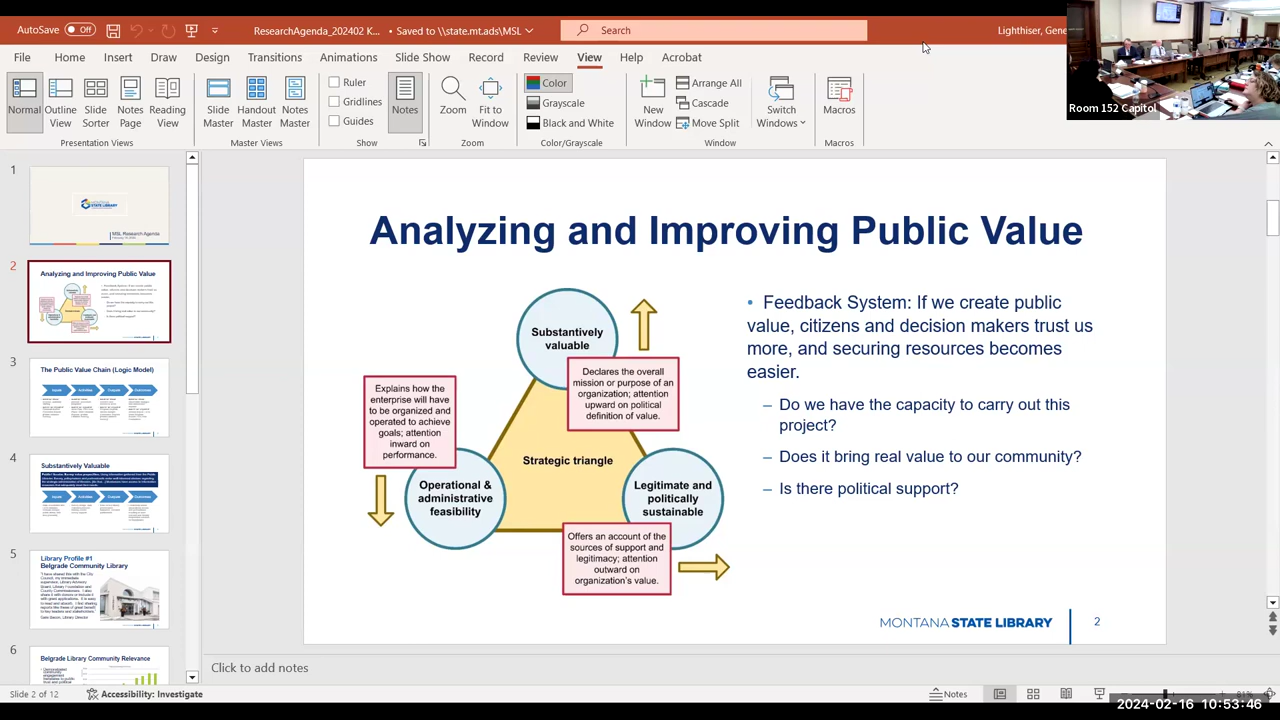 AutoSave Off ResearchAgenda_202402 K... • Saved to \\state.mt.ads\MSL Search Lighthiser, Gene
File Home Insert Draw Design Transitions Animations Slide Show Record Review View Help Acrobat
Normal Outline View Slide Sorter Notes Page Reading View
Presentation Views
Slide Master Handout Master Notes Master
Master Views
Ruler
Gridlines
Guides
Show
Notes
Zoom Fit to Window
Zoom
Color
Grayscale
Black and White
Color/Grayscale
New Window
Arrange All
Cascade
Move Split
Switch Windows
Window
Macros
Macros
Room 152 Capitol
1
STATE LIBRARY
MSL Research Agenda
2
Analyzing and Improving Public Value
3
The Public Value Chain (Logic Model)
4
Substantively Valuable
5
Library Profile #1
Belgrade Community Library
6
Belgrade Library Community Relevance
Analyzing and Improving Public Value
Substantively
valuable
Declares the overall
mission or purpose of an
organization; attention
upward on political
definition of value.
Explains how the
enterprise will have
to be organized and
operated to achieve
goals; attention
inward on
performance.
Strategic triangle
Operational &
administrative
feasibility
Legitimate and
politically
sustainable
Offers an account of the
sources of support and
legitimacy; attention
outward on
organization's value.
• Feedback System: If we create public
value, citizens and decision makers trust us
more, and securing resources becomes
easier.
– Do we have the capacity to carry out this
project?
– Does it bring real value to our community?
– Is there political support?
MONTANA STATE LIBRARY 2
Click to add notes
Slide 2 of 12 Accessibility: Investigate Notes 81%
2024-02-16 10:53:46